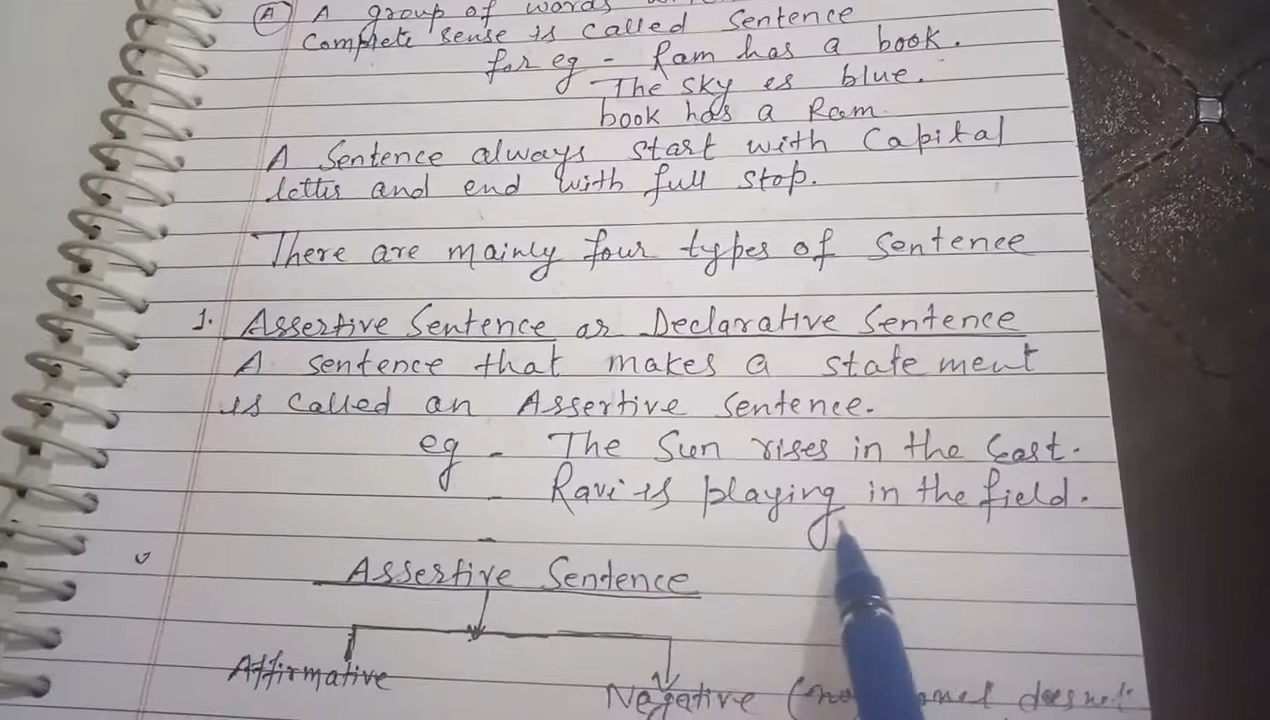 A A group of words
Complete sense is called Sentence
for eg - Ram has a book.
The sky is blue.
book has a Ram.
A Sentence always start with Capital
letter and end with full stop.
There are mainly four types of Sentence
1. Assertive Sentence or Declarative Sentence
A sentence that makes a statement
is called an Assertive sentence.
eg - The Sun rises in the East.
- Ravi is playing in the field.
Assertive Sentence
Affirmative
Negative (